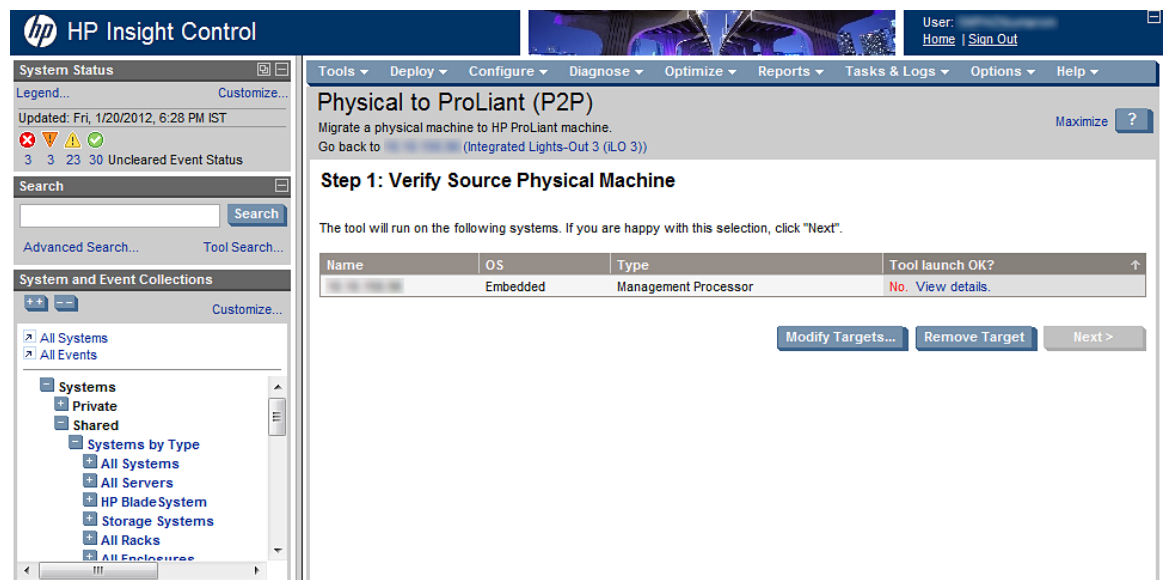 hp HP Insight Control
User:
Home | Sign Out
System Status
Legend... Customize...
Updated: Fri, 1/20/2012, 6:28 PM IST
3 3 23 30 Uncleared Event Status
Search
Search
Advanced Search... Tool Search...
System and Event Collections
++ -- Customize...
All Systems
All Events
Systems
Private
Shared
Systems by Type
All Systems
All Servers
HP BladeSystem
Storage Systems
All Racks
All Enclosures
Tools Deploy Configure Diagnose Optimize Reports Tasks & Logs Options Help
Physical to ProLiant (P2P)
Migrate a physical machine to HP ProLiant machine.
Maximize ?
Go back to (Integrated Lights-Out 3 (iLO 3))
Step 1: Verify Source Physical Machine
The tool will run on the following systems. If you are happy with this selection, click "Next".
Name OS Type Tool launch OK? ↑
Embedded Management Processor No. View details.
Modify Targets... Remove Target Next >